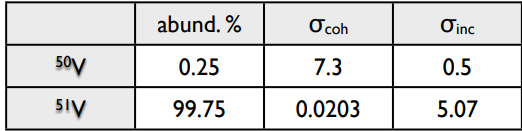 abund. % σcoh σinc
⁵⁰V 0.25 7.3 0.5
⁵¹V 99.75 0.0203 5.07